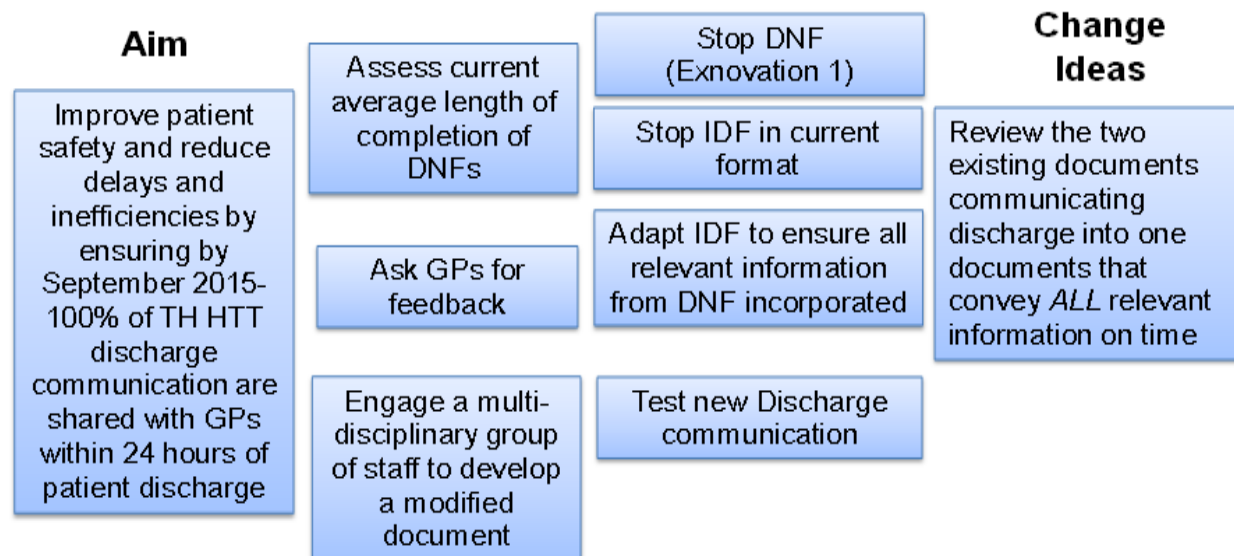 Aim
Improve patient
safety and reduce
delays and
inefficiencies by
ensuring by
September 2015-
100% of TH HTT
discharge
communication are
shared with GPs
within 24 hours of
patient discharge
Assess current
average length of
completion of
DNFs
Ask GPs for
feedback
Engage a multi-
disciplinary group
of staff to develop
a modified
document
Stop DNF
(Exnovation 1)
Stop IDF in current
format
Adapt IDF to ensure all
relevant information
from DNF incorporated
Test new Discharge
communication
Change
Ideas
Review the two
existing documents
communicating
discharge into one
documents that
convey ALL relevant
information on time